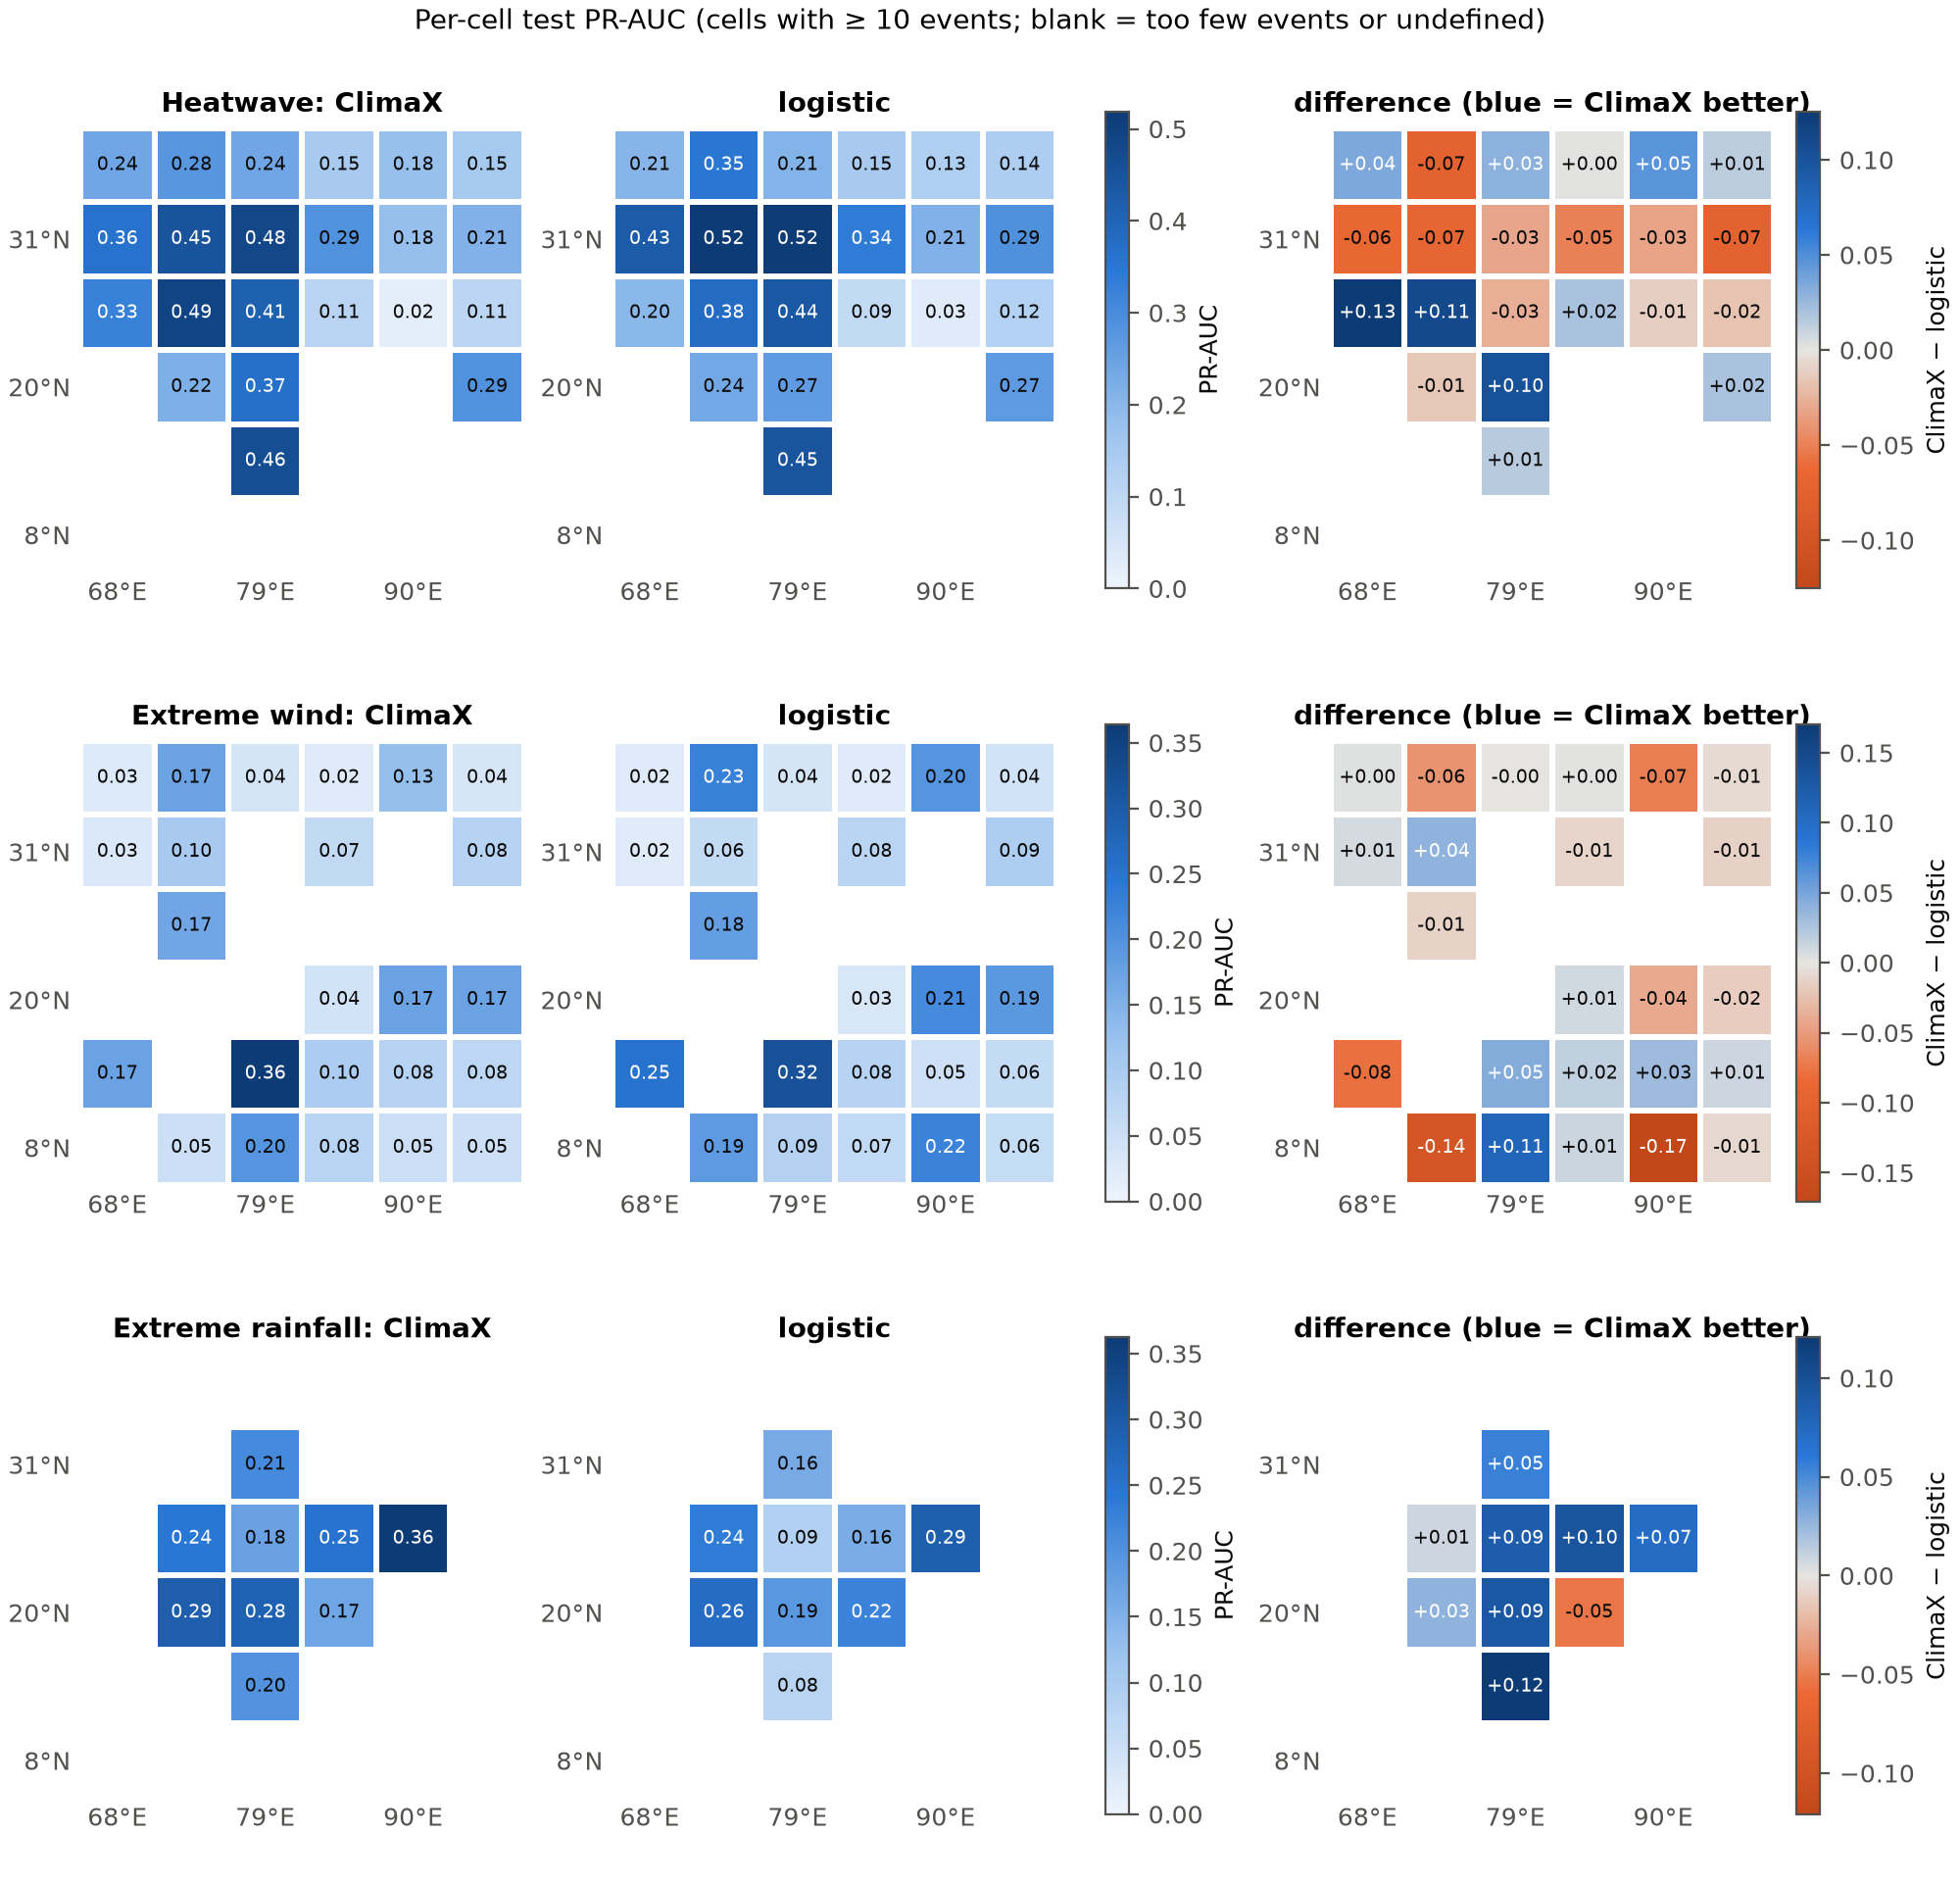 Per-cell test PR-AUC (cells with ≥ 10 events; blank = too few events or undefined)
Heatwave: ClimaX
logistic
difference (blue = ClimaX better)
0.24 0.28 0.24 0.15 0.18 0.15
31°N 0.36 0.45 0.48 0.29 0.18 0.21
0.33 0.49 0.41 0.11 0.02 0.11
20°N 0.22 0.37 0.29
0.46
8°N
68°E 79°E 90°E
0.21 0.35 0.21 0.15 0.13 0.14
31°N 0.43 0.52 0.52 0.34 0.21 0.29
0.20 0.38 0.44 0.09 0.03 0.12
20°N 0.24 0.27 0.27
0.45
8°N
68°E 79°E 90°E
0.5
0.4
0.3
0.2
0.1
0.0
PR-AUC
+0.04 -0.07 +0.03 +0.00 +0.05 +0.01
31°N -0.06 -0.07 -0.03 -0.05 -0.03 -0.07
+0.13 +0.11 -0.03 +0.02 -0.01 -0.02
20°N -0.01 +0.10 +0.02
+0.01
8°N
68°E 79°E 90°E
0.10
0.05
0.00
−0.05
−0.10
ClimaX − logistic
Extreme wind: ClimaX
logistic
difference (blue = ClimaX better)
0.03 0.17 0.04 0.02 0.13 0.04
31°N 0.03 0.10 0.07 0.08
0.17
20°N 0.04 0.17 0.17
0.17 0.36 0.10 0.08 0.08
8°N 0.05 0.20 0.08 0.05 0.05
68°E 79°E 90°E
0.02 0.23 0.04 0.02 0.20 0.04
31°N 0.02 0.06 0.08 0.09
0.18
20°N 0.03 0.21 0.19
0.25 0.32 0.08 0.05 0.06
8°N 0.19 0.09 0.07 0.22 0.06
68°E 79°E 90°E
0.35
0.30
0.25
0.20
0.15
0.10
0.05
0.00
PR-AUC
+0.00 -0.06 -0.00 +0.00 -0.07 -0.01
31°N +0.01 +0.04 -0.01 -0.01
-0.01
20°N +0.01 -0.04 -0.02
-0.08 +0.05 +0.02 +0.03 +0.01
8°N -0.14 +0.11 +0.01 -0.17 -0.01
68°E 79°E 90°E
0.15
0.10
0.05
0.00
−0.05
−0.10
−0.15
ClimaX − logistic
Extreme rainfall: ClimaX
logistic
difference (blue = ClimaX better)
31°N 0.21
0.24 0.18 0.25 0.36
20°N 0.29 0.28 0.17
0.20
8°N
68°E 79°E 90°E
31°N 0.16
0.24 0.09 0.16 0.29
20°N 0.26 0.19 0.22
0.08
8°N
68°E 79°E 90°E
0.35
0.30
0.25
0.20
0.15
0.10
0.05
0.00
PR-AUC
31°N +0.05
+0.01 +0.09 +0.10 +0.07
20°N +0.03 +0.09 -0.05
+0.12
8°N
68°E 79°E 90°E
0.10
0.05
0.00
−0.05
−0.10
ClimaX − logistic